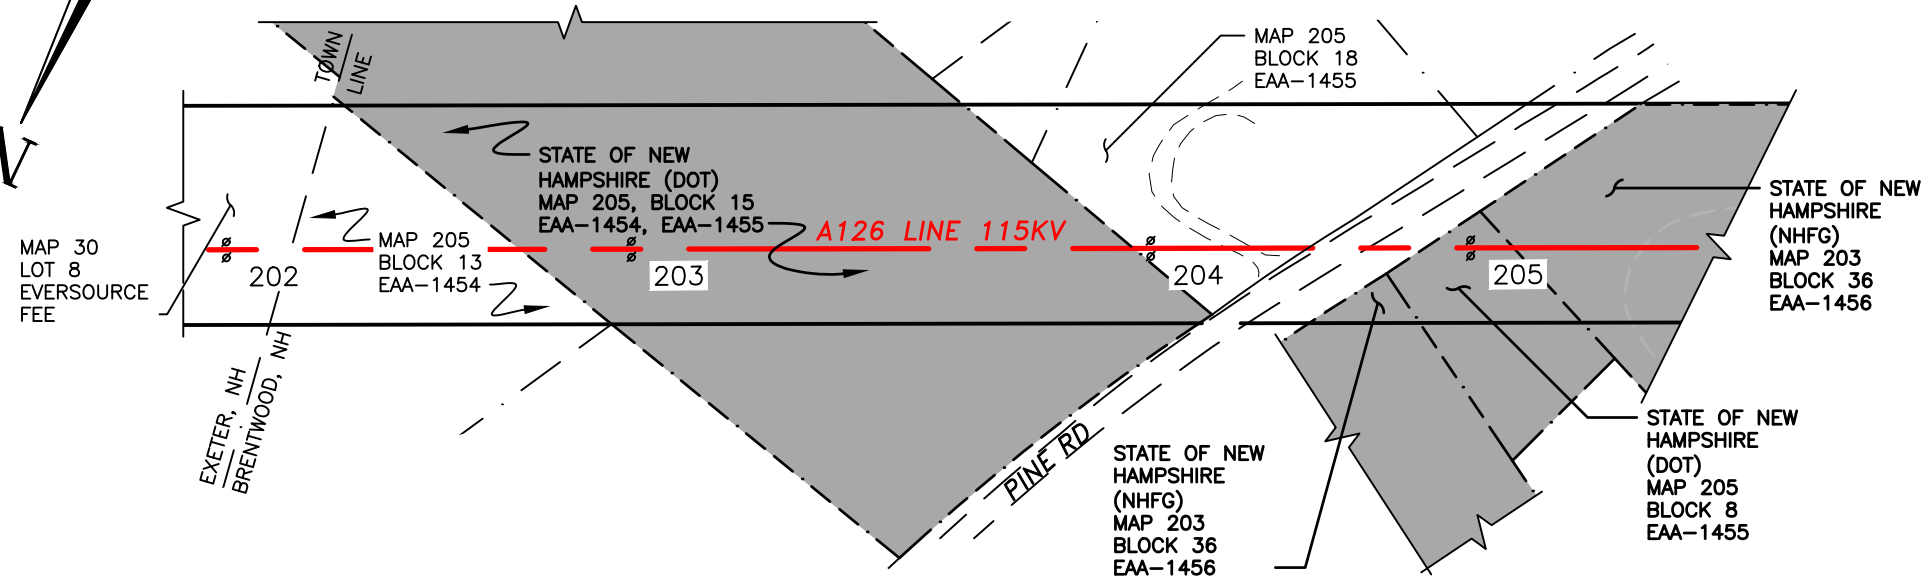 TOWN
LINE
MAP 205
BLOCK 18
EAA-1455
STATE OF NEW
HAMPSHIRE (DOT)
MAP 205, BLOCK 15
EAA-1454, EAA-1455
A126 LINE 115KV
STATE OF NEW
HAMPSHIRE
(NHFG)
MAP 203
BLOCK 36
EAA-1456
MAP 30
LOT 8
EVERSOURCE
FEE
MAP 205
BLOCK 13
EAA-1454
202
203
204
205
EXETER, NH
BRENTWOOD, NH
PINE RD
STATE OF NEW
HAMPSHIRE
(NHFG)
MAP 203
BLOCK 36
EAA-1456
STATE OF NEW
HAMPSHIRE
(DOT)
MAP 205
BLOCK 8
EAA-1455